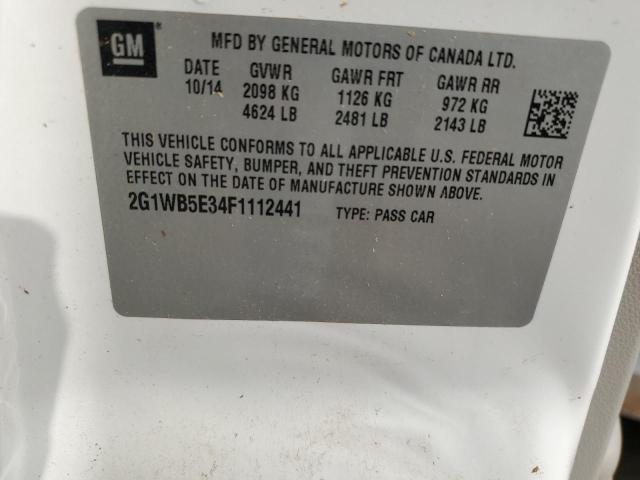 GM ® MFD BY GENERAL MOTORS OF CANADA LTD.
DATE GVWR GAWR FRT GAWR RR
10/14 2098 KG 1126 KG 972 KG
4624 LB 2481 LB 2143 LB
THIS VEHICLE CONFORMS TO ALL APPLICABLE U.S. FEDERAL MOTOR
VEHICLE SAFETY, BUMPER, AND THEFT PREVENTION STANDARDS IN
EFFECT ON THE DATE OF MANUFACTURE SHOWN ABOVE.
2G1WB5E34F1112441 TYPE: PASS CAR